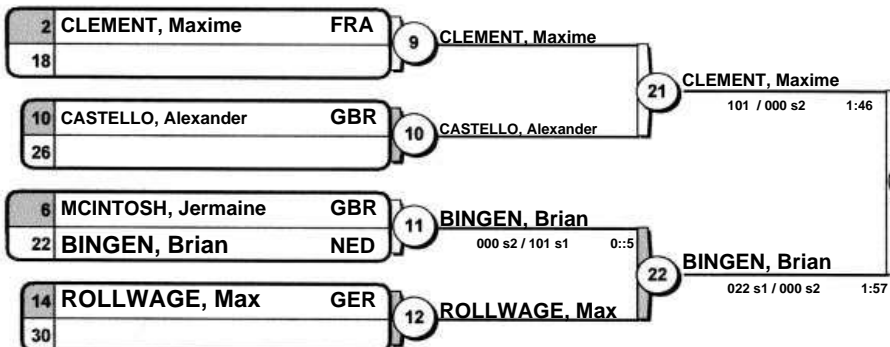 2 CLEMENT, Maxime FRA
18
9
CLEMENT, Maxime
10 CASTELLO, Alexander GBR
26
10
CASTELLO, Alexander
21
CLEMENT, Maxime
101 / 000 s2 1:46
6 MCINTOSH, Jermaine GBR
22 BINGEN, Brian NED
11
BINGEN, Brian
000 s2 / 101 s1 0::5
14 ROLLWAGE, Max GER
30
12
ROLLWAGE, Max
22
BINGEN, Brian
022 s1 / 000 s2 1:57